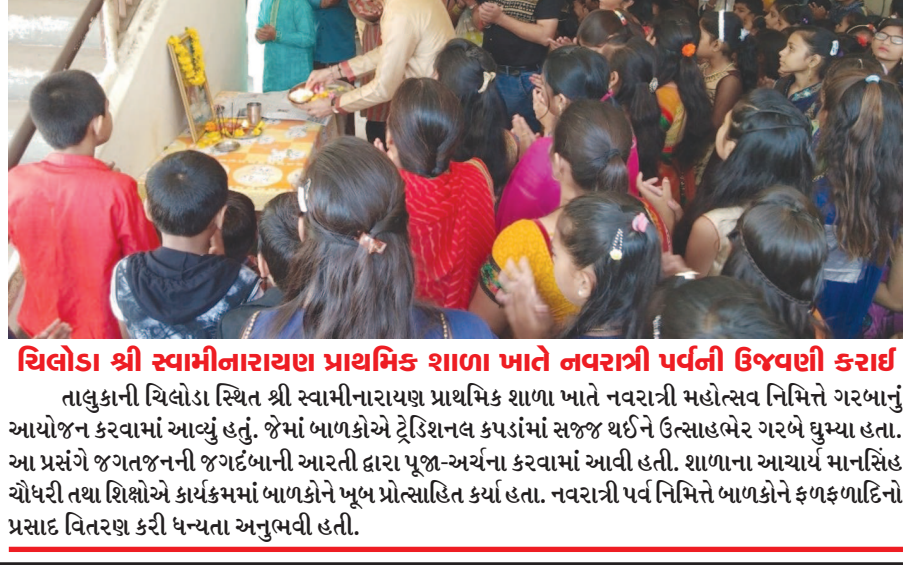 ચિલોડા શ્રી સ્વામીનારાયણ પ્રાથમિક શાળા ખાતે નવરાત્રી પર્વની ઉજવણી કરાઈ
તાલુકાની ચિલોડા સ્થિત શ્રી સ્વામીનારાયણ પ્રાથમિક શાળા ખાતે નવરાત્રી મહોત્સવ નિમિત્તે ગરબાનું
આયોજન કરવામાં આવ્યું હતું. જેમાં બાળકોએ ટ્રેડિશનલ કપડાંમાં સજ્જ થઈને ઉત્સાહભેર ગરબે ઘુમ્યા હતા.
આ પ્રસંગે જગતજનની જગદંબાની આરતી દ્વારા પૂજા-અર્ચના કરવામાં આવી હતી. શાળાના આચાર્ય માનસિંહ
ચૌધરી તથા શિક્ષોએ કાર્યક્રમમાં બાળકોને ખૂબ પ્રોત્સાહિત કર્યા હતા. નવરાત્રી પર્વ નિમિત્તે બાળકોને ફળફળાદિનો
પ્રસાદ વિતરણ કરી ધન્યતા અનુભવી હતી.